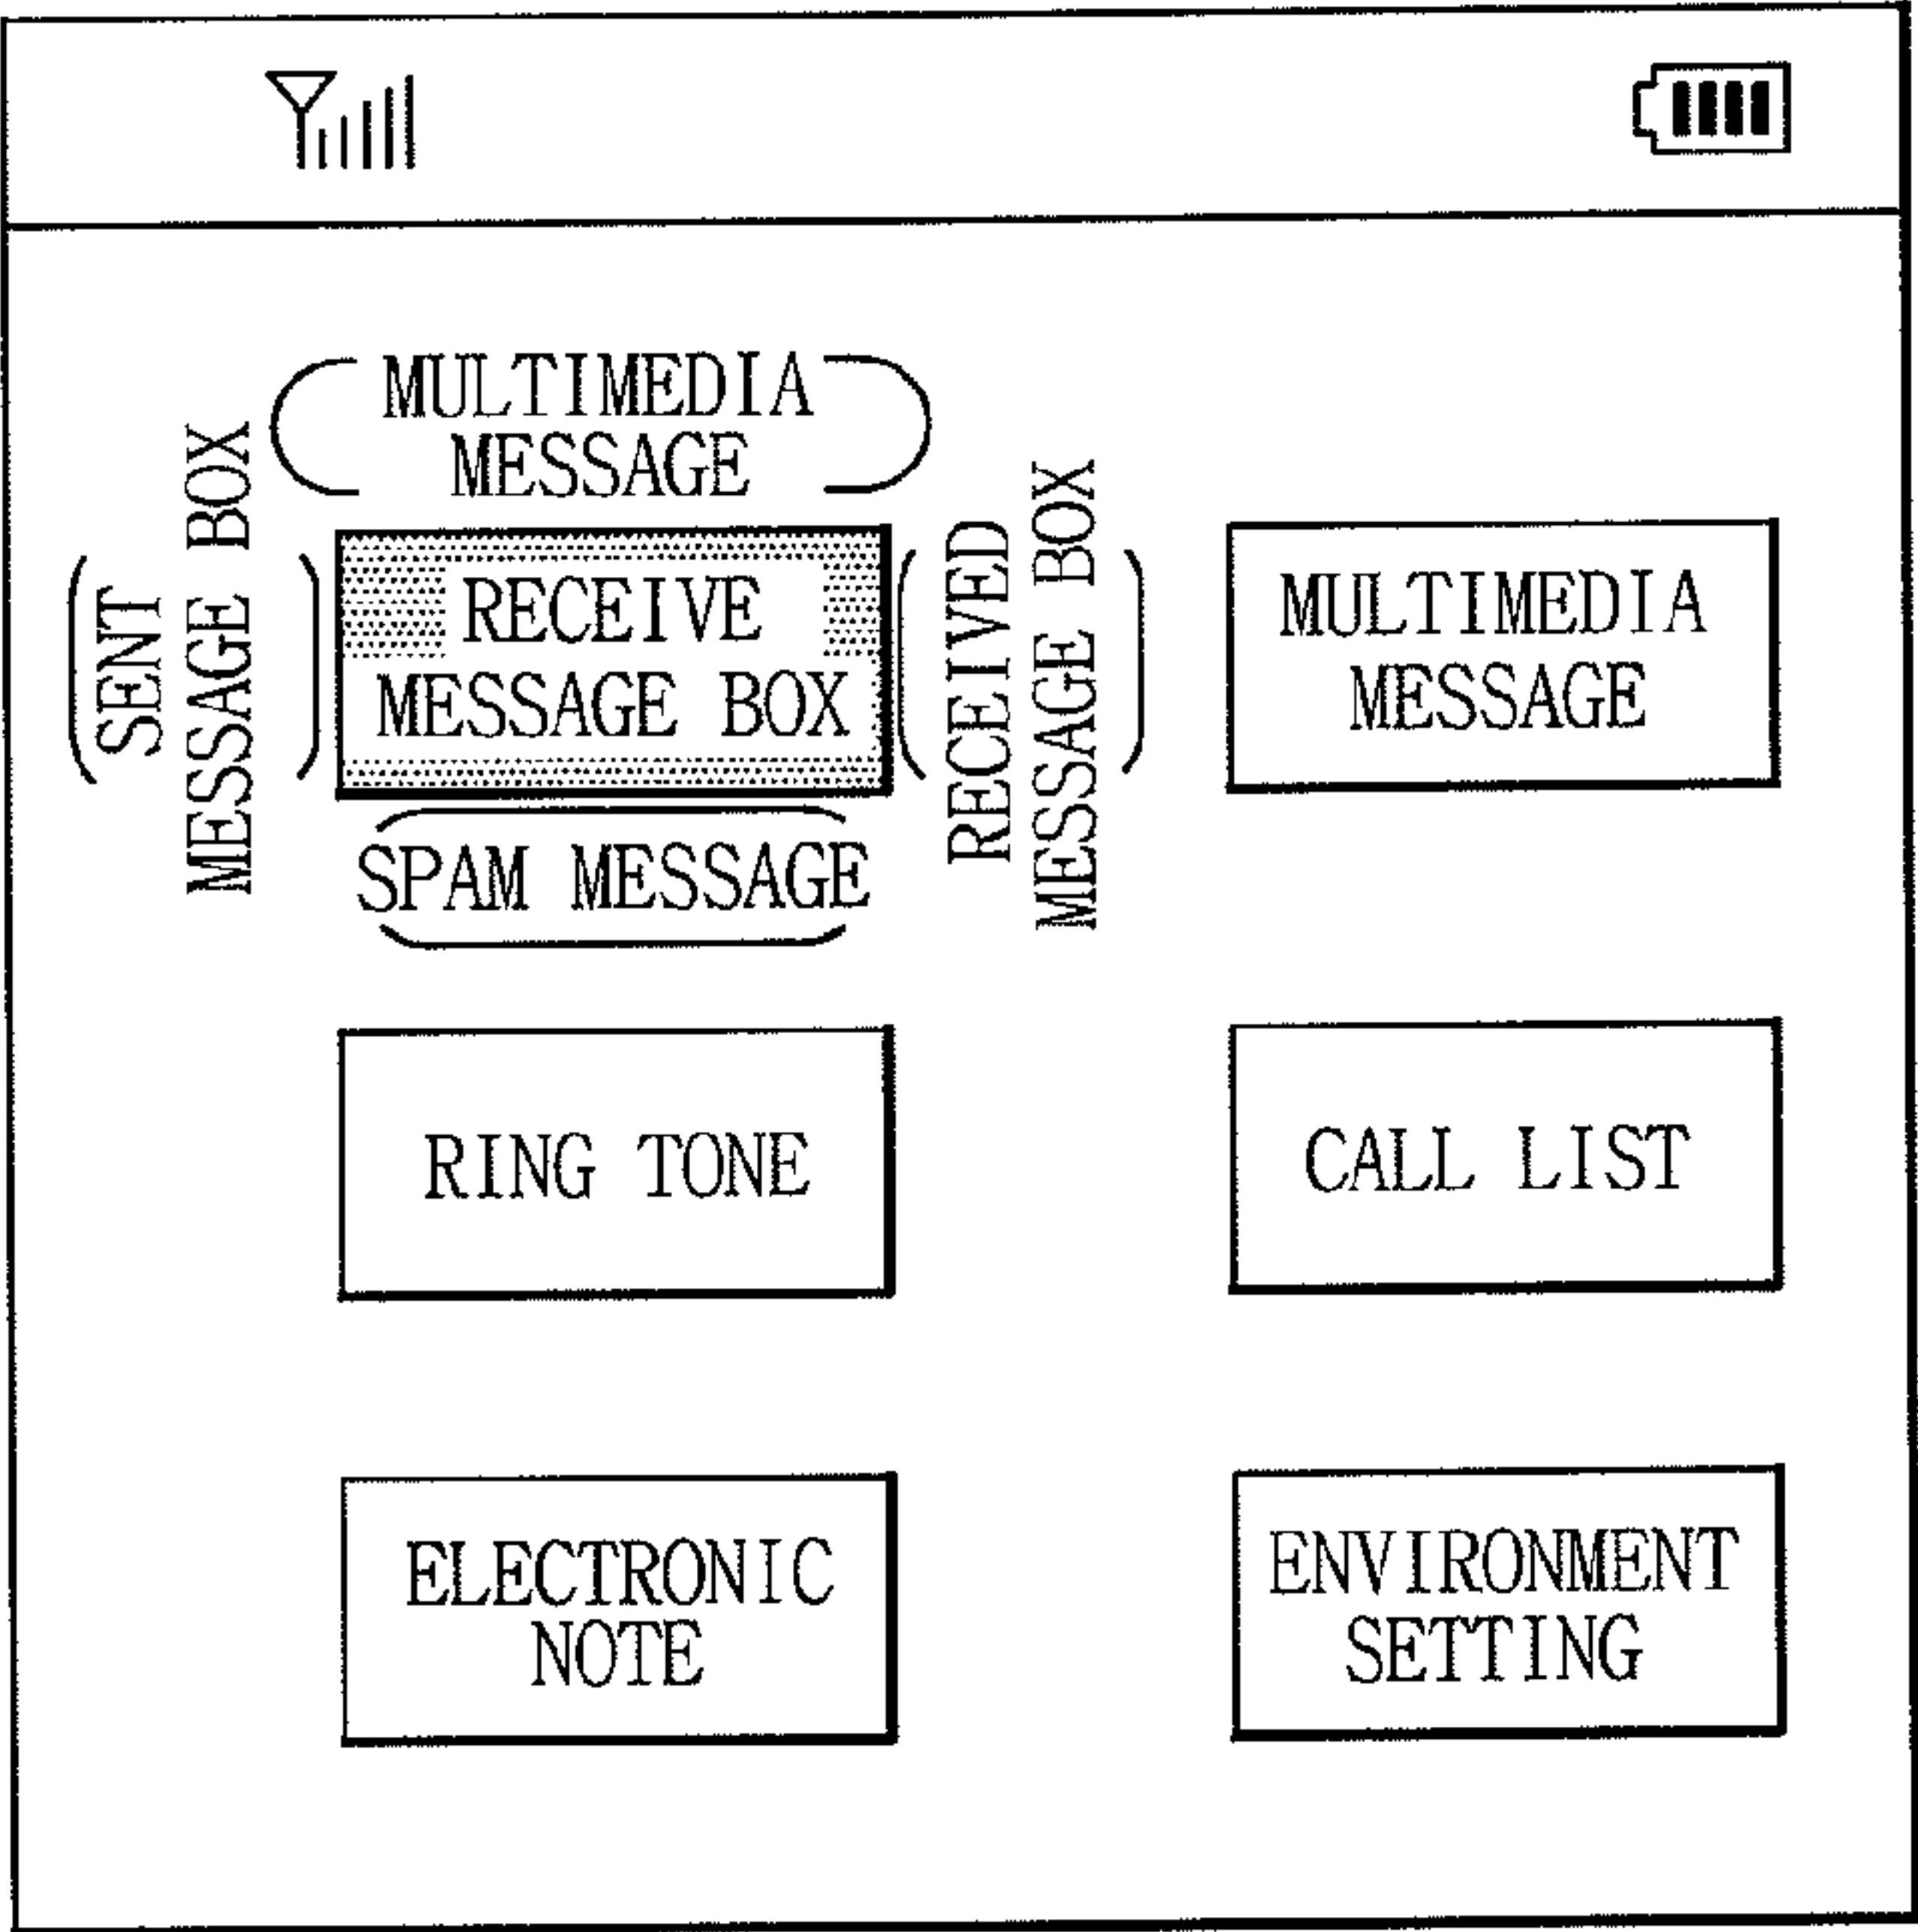 MULTIMEDIA
MESSAGE
SENT
MESSAGE BOX
RECEIVE
MESSAGE BOX
RECEIVED
MESSAGE BOX
SPAM MESSAGE
MULTIMEDIA
MESSAGE
RING TONE
CALL LIST
ELECTRONIC
NOTE
ENVIRONMENT
SETTING